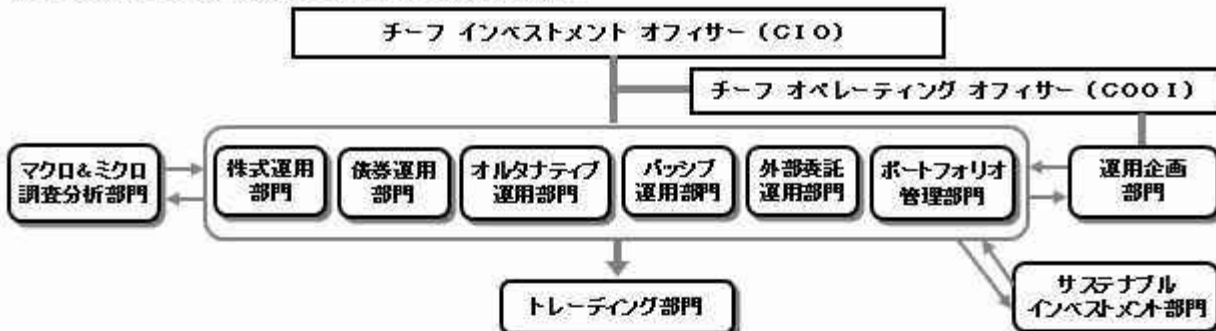 チーフ インベストメント オフィサー（ＣＩＯ）
チーフ オペレーティング オフィサー（ＣＯＯＩ）
マクロ&ミクロ
調査分析部門
株式運用
部門
債券運用
部門
オルタナティブ
運用部門
パッシブ
運用部門
外部委託
運用部門
ポートフォリオ
管理部門
運用企画
部門
トレーディング部門
サステナブル
インベストメント部門